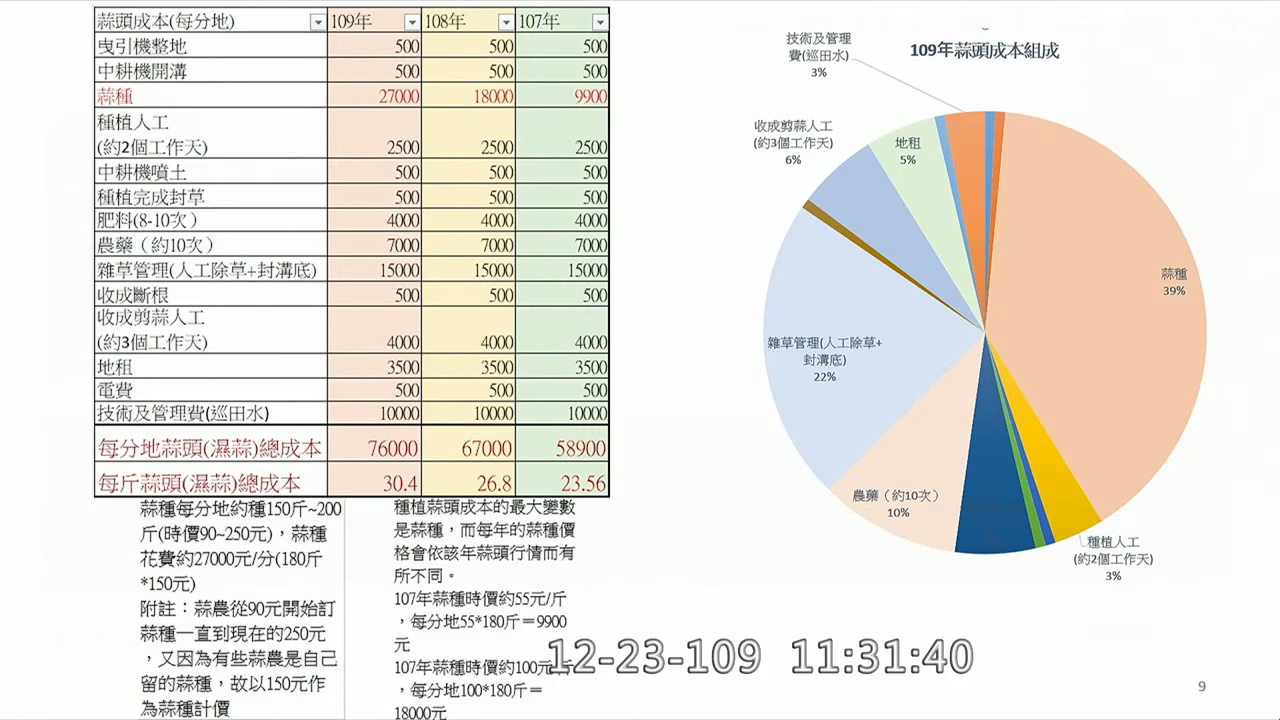 蒜頭成本(每分地) 109年 108年 107年
曳引機整地 500 500 500
中耕機開溝 500 500 500
蒜種 27000 18000 9900
種植人工
(約2個工作天) 2500 2500 2500
中耕機噴土 500 500 500
種植完成封草 500 500 500
肥料(8-10次) 4000 4000 4000
農藥(約10次) 7000 7000 7000
雜草管理(人工除草+封溝底) 15000 15000 15000
收成斷根 500 500 500
收成剪蒜人工
(約3個工作天) 4000 4000 4000
地租 3500 3500 3500
電費 500 500 500
技術及管理費(巡田水) 10000 10000 10000
每分地蒜頭(濕蒜)總成本 76000 67000 58900
每斤蒜頭(濕蒜)總成本 30.4 26.8 23.56
蒜種每分地約種150斤~200
斤(時價90~250元)，蒜種
花費約27000元/分(180斤
*150元)
附註：蒜農從90元開始訂
蒜種一直到現在的250元
，又因為有些蒜農是自己
留的蒜種，故以150元作
為蒜種計價
種植蒜頭成本的最大變數
是蒜種，而每年的蒜種價
格會依該年蒜頭行情而有
所不同。
107年蒜種時價約55元/斤
，每分地55*180斤＝9900
元
107年蒜種時價約100元/斤
，每分地100*180斤＝
18000元
109年蒜頭成本組成
技術及管理
費(巡田水)
3%
收成剪蒜人工
(約3個工作天)
6%
地租
5%
蒜種
39%
雜草管理(人工除草+
封溝底)
22%
農藥(約10次)
10%
種植人工
(約2個工作天)
3%
12-23-109 11:31:40
9